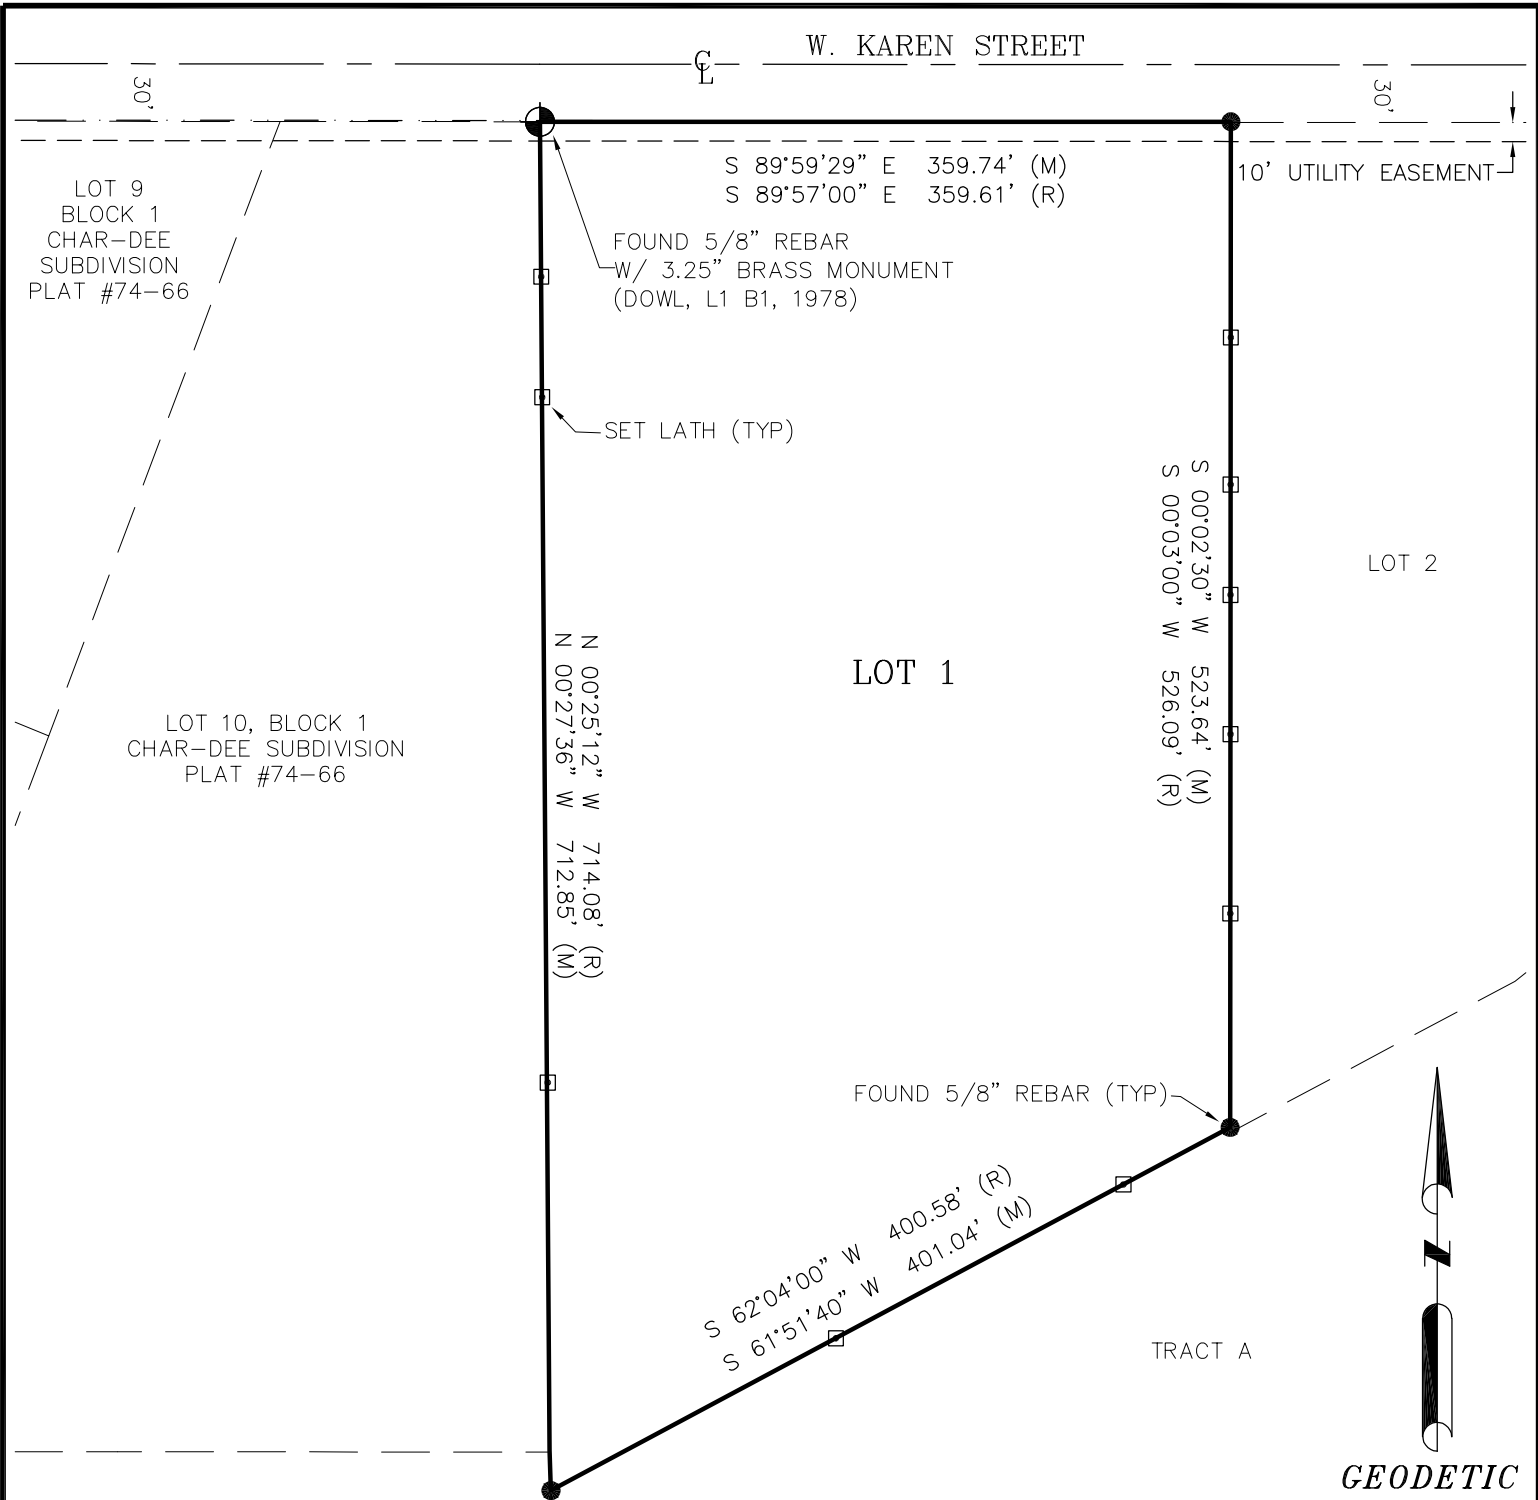 W. KAREN STREET
CL
30'
30'
S 89°59'29" E 359.74' (M)
S 89°57'00" E 359.61' (R)
10' UTILITY EASEMENT
LOT 9
BLOCK 1
CHAR-DEE
SUBDIVISION
PLAT #74-66
FOUND 5/8" REBAR
W/ 3.25" BRASS MONUMENT
(DOWL, L1 B1, 1978)
SET LATH (TYP)
S 00°02'30" W 523.64' (M)
S 00°03'00" W 526.09' (R)
LOT 2
LOT 1
N 00°25'12" W 714.08' (R)
N 00°27'36" W 712.85' (M)
LOT 10, BLOCK 1
CHAR-DEE SUBDIVISION
PLAT #74-66
FOUND 5/8" REBAR (TYP)
S 62°04'00" W 400.58' (R)
S 61°51'40" W 401.04' (M)
TRACT A
N
GEODETIC